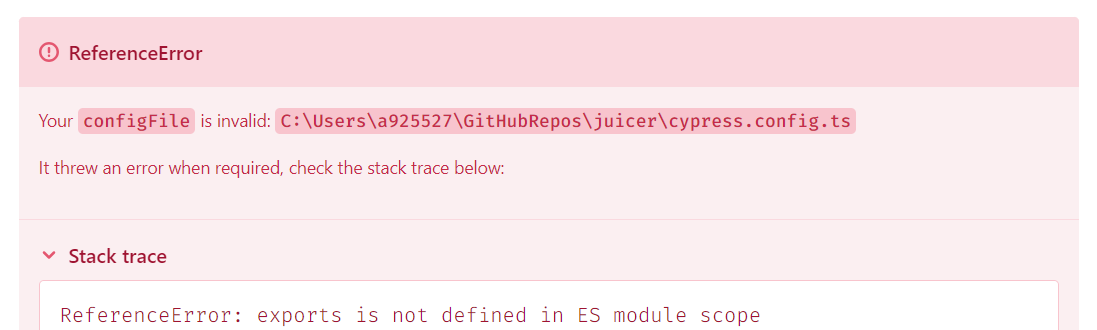 ReferenceError
Your configFile is invalid: C:\Users\a925527\GitHubRepos\juicer\cypress.config.ts
It threw an error when required, check the stack trace below:
Stack trace
ReferenceError: exports is not defined in ES module scope